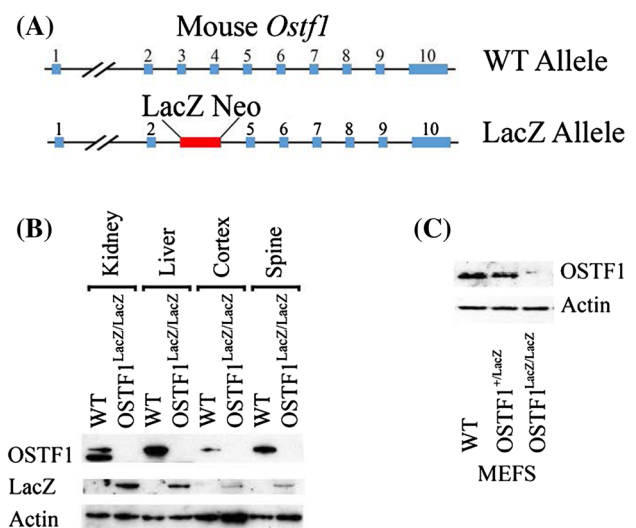 (A)
Mouse Ostf1
1 2 3 4 5 6 7 8 9 10
WT Allele
LacZ Neo
1 2 5 6 7 8 9 10
LacZ Allele
(B)
Kidney
Liver
Cortex
Spine
WT
OSTF1LacZ/LacZ
WT
OSTF1LacZ/LacZ
WT
OSTF1LacZ/LacZ
WT
OSTF1LacZ/LacZ
OSTF1
LacZ
Actin
(C)
OSTF1
Actin
WT
OSTF1+/LacZ
OSTF1LacZ/LacZ
MEFS